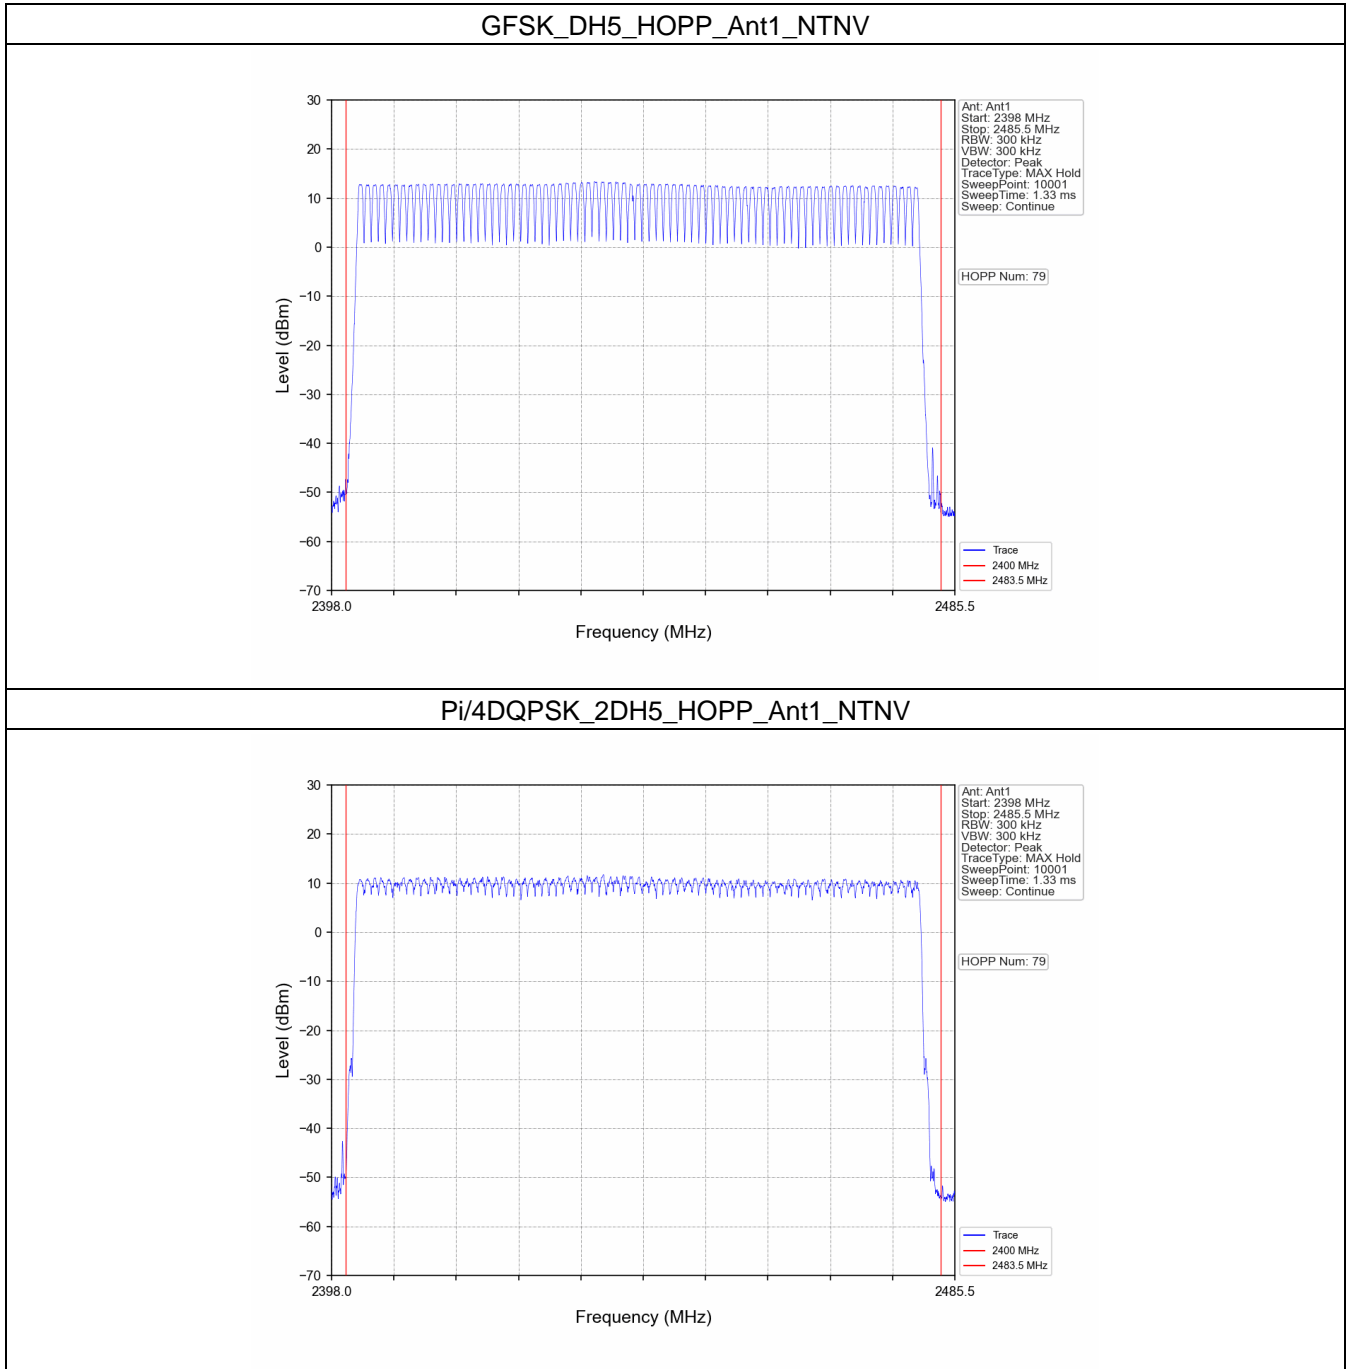 GFSK_DH5_HOPP_Ant1_NTNV
30
20
10
0
−10
−20
−30
−40
−50
−60
−70
Level (dBm)
2398.0
2485.5
Frequency (MHz)
Ant: Ant1
Start: 2398 MHz
Stop: 2485.5 MHz
RBW: 300 kHz
VBW: 300 kHz
Detector: Peak
TraceType: MAX Hold
SweepPoint: 10001
SweepTime: 1.33 ms
Sweep: Continue
HOPP Num: 79
Trace
2400 MHz
2483.5 MHz
Pi/4DQPSK_2DH5_HOPP_Ant1_NTNV
30
20
10
0
−10
−20
−30
−40
−50
−60
−70
Level (dBm)
2398.0
2485.5
Frequency (MHz)
Ant: Ant1
Start: 2398 MHz
Stop: 2485.5 MHz
RBW: 300 kHz
VBW: 300 kHz
Detector: Peak
TraceType: MAX Hold
SweepPoint: 10001
SweepTime: 1.33 ms
Sweep: Continue
HOPP Num: 79
Trace
2400 MHz
2483.5 MHz